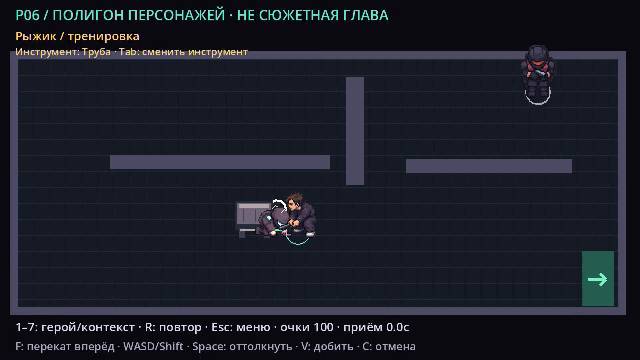 P06 / ПОЛИГОН ПЕРСОНАЖЕЙ · НЕ СЮЖЕТНАЯ ГЛАВА
Рыжик / тренировка
Инструмент: Труба · Tab: сменить инструмент
1–7: герой/контекст · R: повтор · Esc: меню · очки 100 · приём 0.0с
F: перекат вперёд · WASD/Shift · Space: оттолкнуть · V: добить · C: отмена